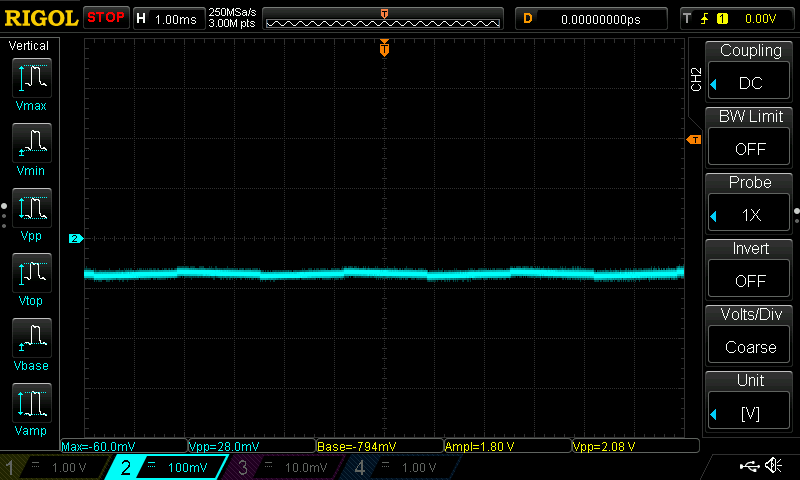 RIGOL STOP H 1.00ms 250MSa/s 3.00M pts T D 0.00000000ps T 1 0.00V
Vertical
Vmax
Vmin
Vpp
Vtop
Vbase
Vamp
T
T
2
CH2
Coupling
DC
BW Limit
OFF
Probe
1X
Invert
OFF
Volts/Div
Coarse
Unit
[V]
Max=-60.0mV Vpp=28.0mV Base=-794mV Ampl=1.80 V Vpp=2.08 V
1 1.00 V 2 100mV 3 10.0mV 4 1.00 V